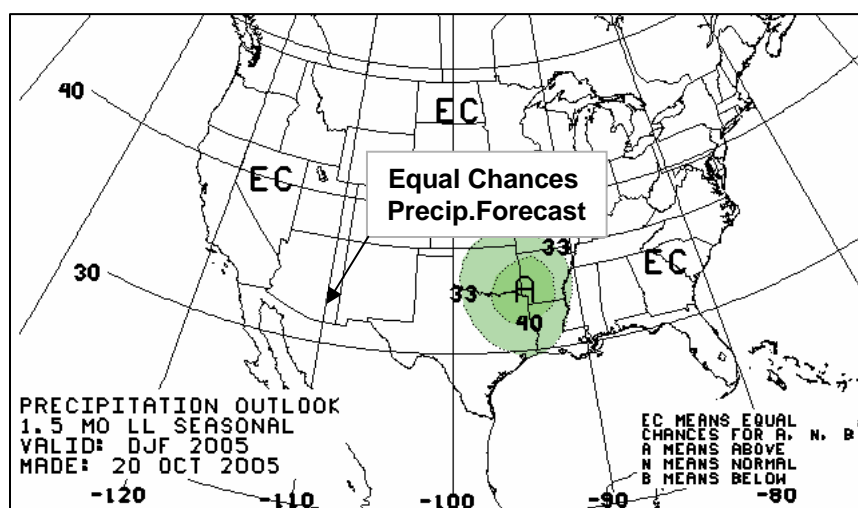 40
EC
EC
Equal Chances
Precip.Forecast
33
EC
30
33
A
40
PRECIPITATION OUTLOOK
1.5 MO LL SEASONAL
VALID: DJF 2005
MADE: 20 OCT 2005
EC MEANS EQUAL
CHANCES FOR A, N, B
A MEANS ABOVE
N MEANS NORMAL
B MEANS BELOW
-120
-110
-100
-90
-80